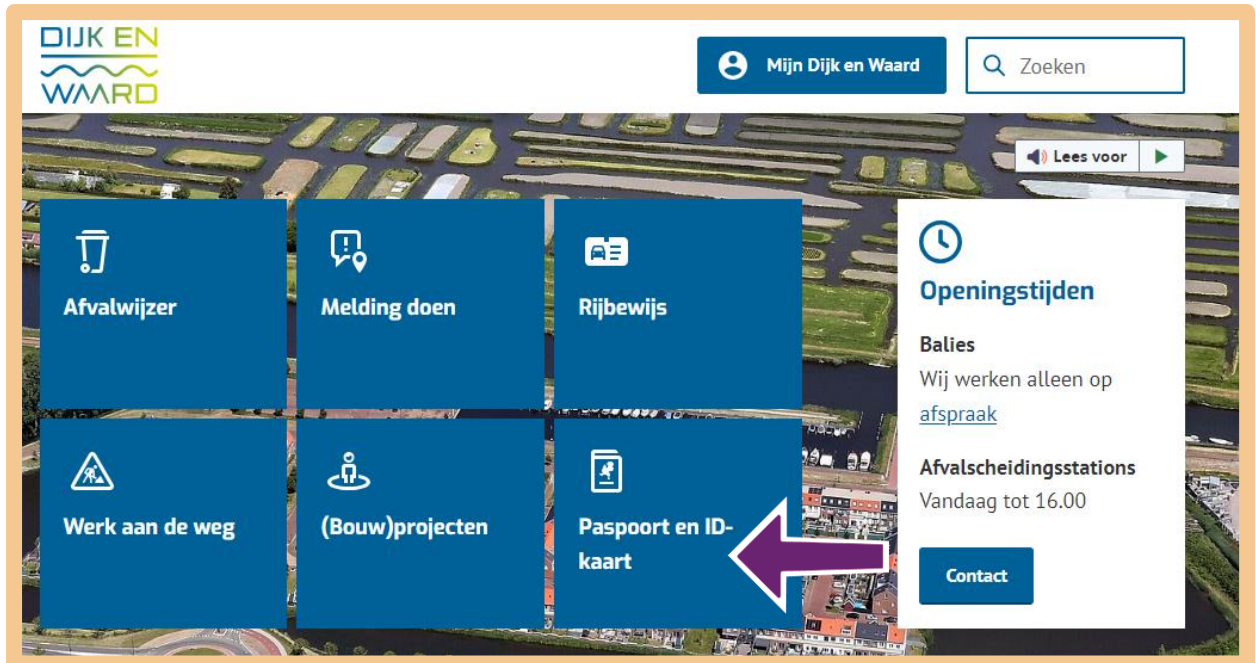 DIJK EN
WAARD
Mijn Dijk en Waard
Zoeken
Lees voor
Afvalwijzer
Melding doen
Rijbewijs
Openingstijden
Balies
Wij werken alleen op
afspraak
Afvalscheidingsstations
Vandaag tot 16.00
Contact
Werk aan de weg
(Bouw)projecten
Paspoort en ID-
kaart